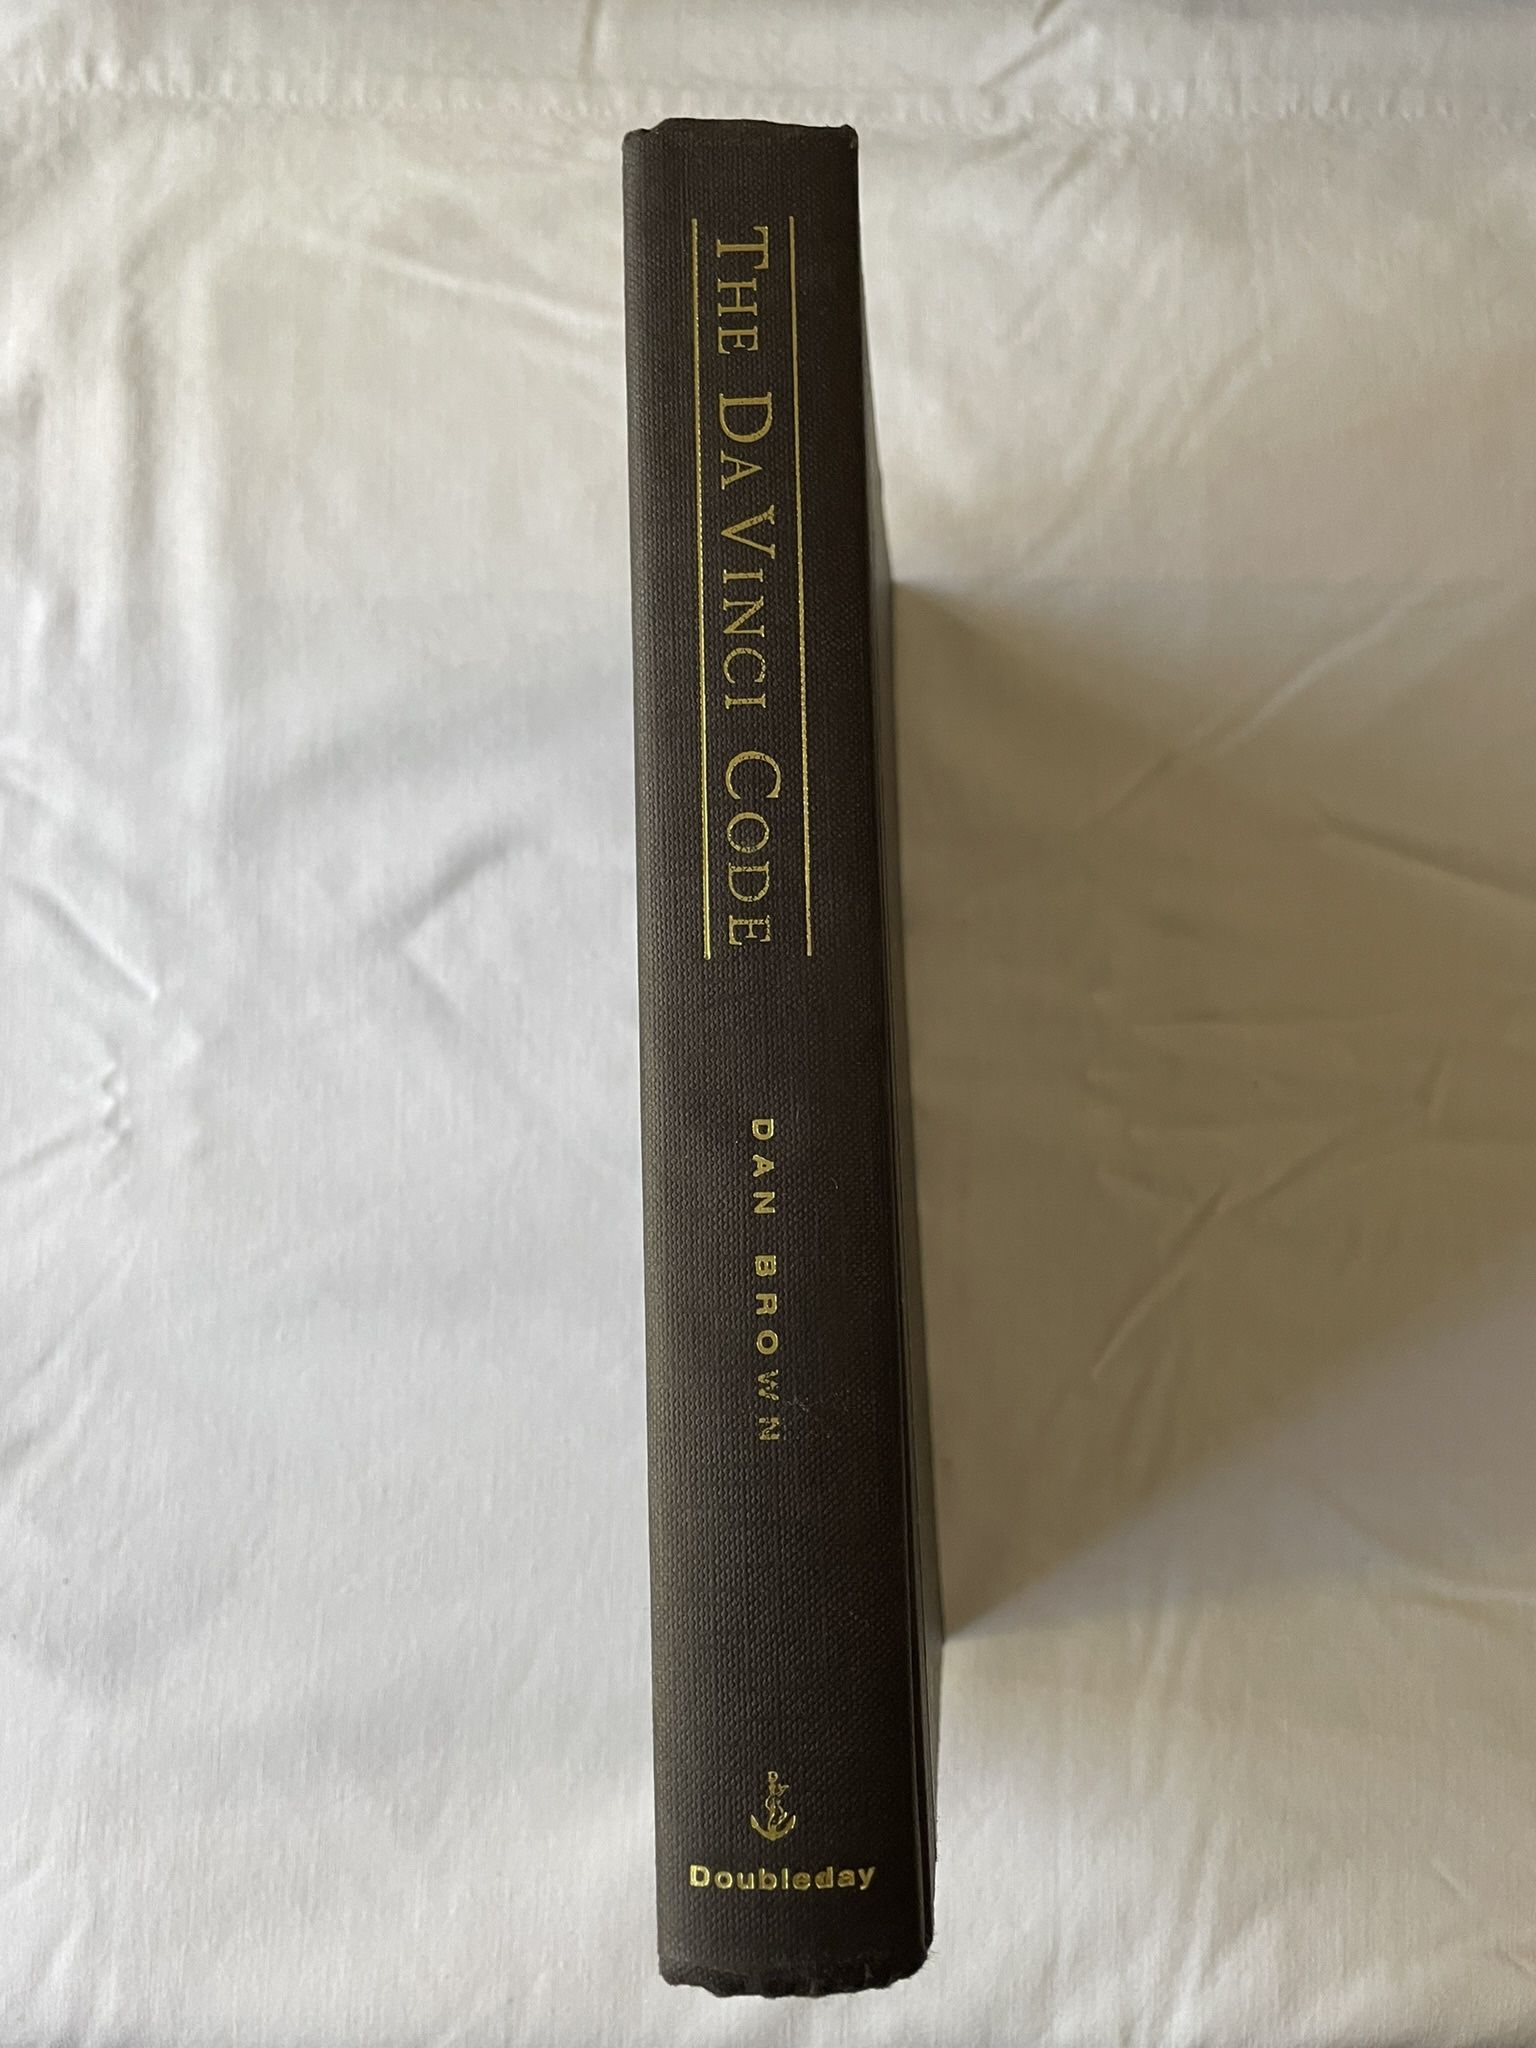 THE DA VINCI CODE
DAN BROWN
Doubleday